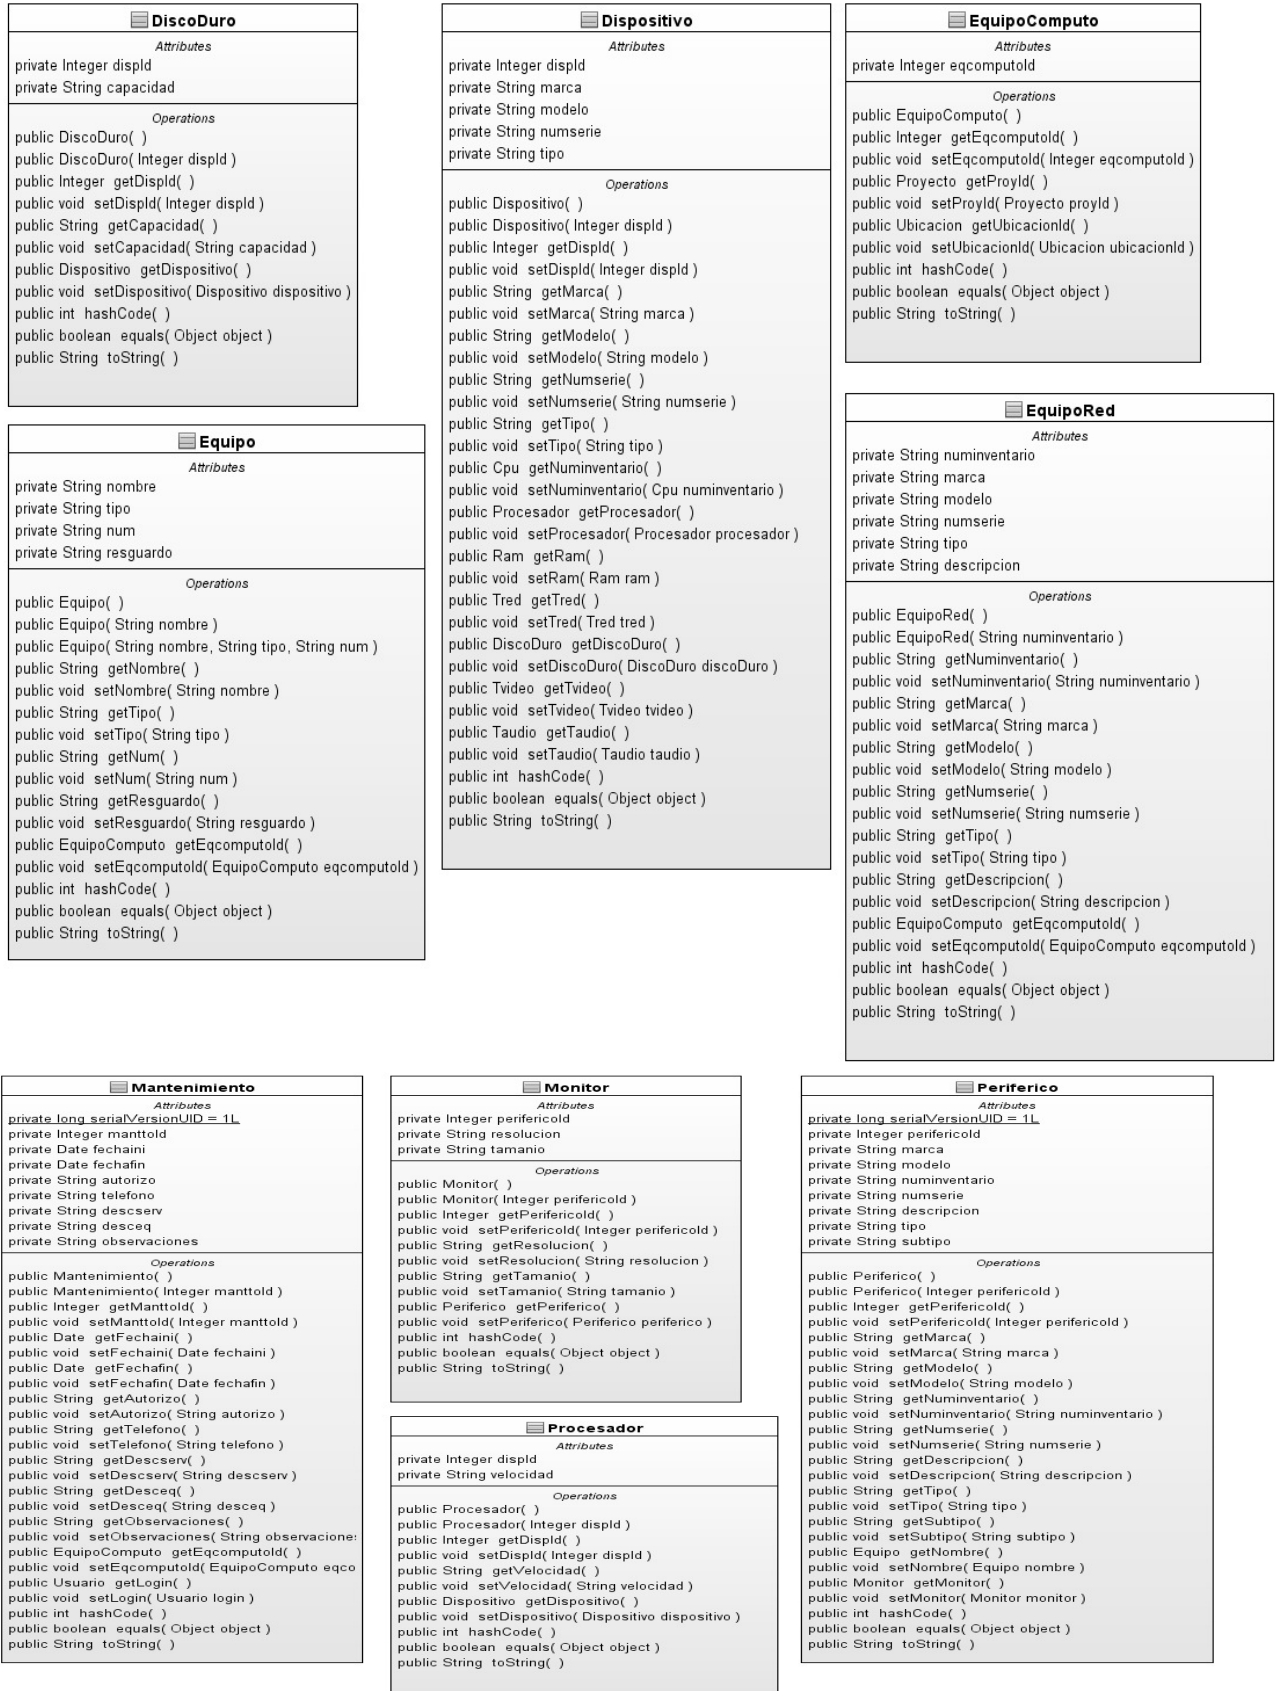 DiscoDuro
Attributes
private Integer dispId
private String capacidad
Operations
public DiscoDuro( )
public DiscoDuro( Integer dispId )
public Integer getDispId( )
public void setDispId( Integer dispId )
public String getCapacidad( )
public void setCapacidad( String capacidad )
public Dispositivo getDispositivo( )
public void setDispositivo( Dispositivo dispositivo )
public int hashCode( )
public boolean equals( Object object )
public String toString( )
Dispositivo
Attributes
private Integer dispId
private String marca
private String modelo
private String numserie
private String tipo
Operations
public Dispositivo( )
public Dispositivo( Integer dispId )
public Integer getDispId( )
public void setDispId( Integer dispId )
public String getMarca( )
public void setMarca( String marca )
public String getModelo( )
public void setModelo( String modelo )
public String getNumserie( )
public void setNumserie( String numserie )
public String getTipo( )
public void setTipo( String tipo )
public Cpu getNuminventario( )
public void setNuminventario( Cpu numinventario )
public Procesador getProcesador( )
public void setProcesador( Procesador procesador )
public Ram getRam( )
public void setRam( Ram ram )
public Tred getTred( )
public void setTred( Tred tred )
public DiscoDuro getDiscoDuro( )
public void setDiscoDuro( DiscoDuro discoDuro )
public Tvideo getTvideo( )
public void setTvideo( Tvideo tvideo )
public Taudio getTaudio( )
public void setTaudio( Taudio taudio )
public int hashCode( )
public boolean equals( Object object )
public String toString( )
EquipoComputo
Attributes
private Integer eqcomputoId
Operations
public EquipoComputo( )
public Integer getEqcomputoId( )
public void setEqcomputoId( Integer eqcomputoId )
public Proyecto getProyId( )
public void setProyId( Proyecto proyId )
public Ubicacion getUbicacionId( )
public void setUbicacionId( Ubicacion ubicacionId )
public int hashCode( )
public boolean equals( Object object )
public String toString( )
Equipo
Attributes
private String nombre
private String tipo
private String num
private String resguardo
Operations
public Equipo( )
public Equipo( String nombre )
public Equipo( String nombre, String tipo, String num )
public String getNombre( )
public void setNombre( String nombre )
public String getTipo( )
public void setTipo( String tipo )
public String getNum( )
public void setNum( String num )
public String getResguardo( )
public void setResguardo( String resguardo )
public EquipoComputo getEqcomputoId( )
public void setEqcomputoId( EquipoComputo eqcomputoId )
public int hashCode( )
public boolean equals( Object object )
public String toString( )
EquipoRed
Attributes
private String numinventario
private String marca
private String modelo
private String numserie
private String tipo
private String descripcion
Operations
public EquipoRed( )
public EquipoRed( String numinventario )
public String getNuminventario( )
public void setNuminventario( String numinventario )
public String getMarca( )
public void setMarca( String marca )
public String getModelo( )
public void setModelo( String modelo )
public String getNumserie( )
public void setNumserie( String numserie )
public String getTipo( )
public void setTipo( String tipo )
public String getDescripcion( )
public void setDescripcion( String descripcion )
public EquipoComputo getEqcomputoId( )
public void setEqcomputoId( EquipoComputo eqcomputoId )
public int hashCode( )
public boolean equals( Object object )
public String toString( )
Mantenimiento
Attributes
private long serialVersionUID = 1L
private Integer manttoId
private Date fechaini
private Date fechafin
private String autorizo
private String telefono
private String descserv
private String desceq
private String observaciones
Operations
public Mantenimiento( )
public Mantenimiento( Integer manttoId )
public Integer getManttoId( )
public void setManttoId( Integer manttoId )
public Date getFechaini( )
public void setFechaini( Date fechaini )
public Date getFechafin( )
public void setFechafin( Date fechafin )
public String getAutorizo( )
public void setAutorizo( String autorizo )
public String getTelefono( )
public void setTelefono( String telefono )
public String getDescserv( )
public void setDescserv( String descserv )
public String getDesceq( )
public void setDesceq( String desceq )
public String getObservaciones( )
public void setObservaciones( String observacione
public EquipoComputo getEqcomputoId( )
public void setEqcomputoId( EquipoComputo eqco
public Usuario getLogin( )
public void setLogin( Usuario login )
public int hashCode( )
public boolean equals( Object object )
public String toString( )
Monitor
Attributes
private Integer perifericoId
private String resolucion
private String tamanio
Operations
public Monitor( )
public Monitor( Integer perifericoId )
public Integer getPerifericoId( )
public void setPerifericoId( Integer perifericoId )
public String getResolucion( )
public void setResolucion( String resolucion )
public String getTamanio( )
public void setTamanio( String tamanio )
public Periferico getPeriferico( )
public void setPeriferico( Periferico periferico )
public int hashCode( )
public boolean equals( Object object )
public String toString( )
Procesador
Attributes
private Integer dispId
private String velocidad
Operations
public Procesador( )
public Procesador( Integer dispId )
public Integer getDispId( )
public void setDispId( Integer dispId )
public String getVelocidad( )
public void setVelocidad( String velocidad )
public Dispositivo getDispositivo( )
public void setDispositivo( Dispositivo dispositivo )
public int hashCode( )
public boolean equals( Object object )
public String toString( )
Periferico
Attributes
private long serialVersionUID = 1L
private Integer perifericoId
private String marca
private String modelo
private String numinventario
private String numserie
private String descripcion
private String tipo
private String subtipo
Operations
public Periferico( )
public Periferico( Integer perifericoId )
public Integer getPerifericoId( )
public void setPerifericoId( Integer perifericoId )
public String getMarca( )
public void setMarca( String marca )
public String getModelo( )
public void setModelo( String modelo )
public String getNuminventario( )
public void setNuminventario( String numinventario )
public String getNumserie( )
public void setNumserie( String numserie )
public String getDescripcion( )
public void setDescripcion( String descripcion )
public String getTipo( )
public void setTipo( String tipo )
public String getSubtipo( )
public void setSubtipo( String subtipo )
public Equipo getNombre( )
public void setNombre( Equipo nombre )
public Monitor getMonitor( )
public void setMonitor( Monitor monitor )
public int hashCode( )
public boolean equals( Object object )
public String toString( )